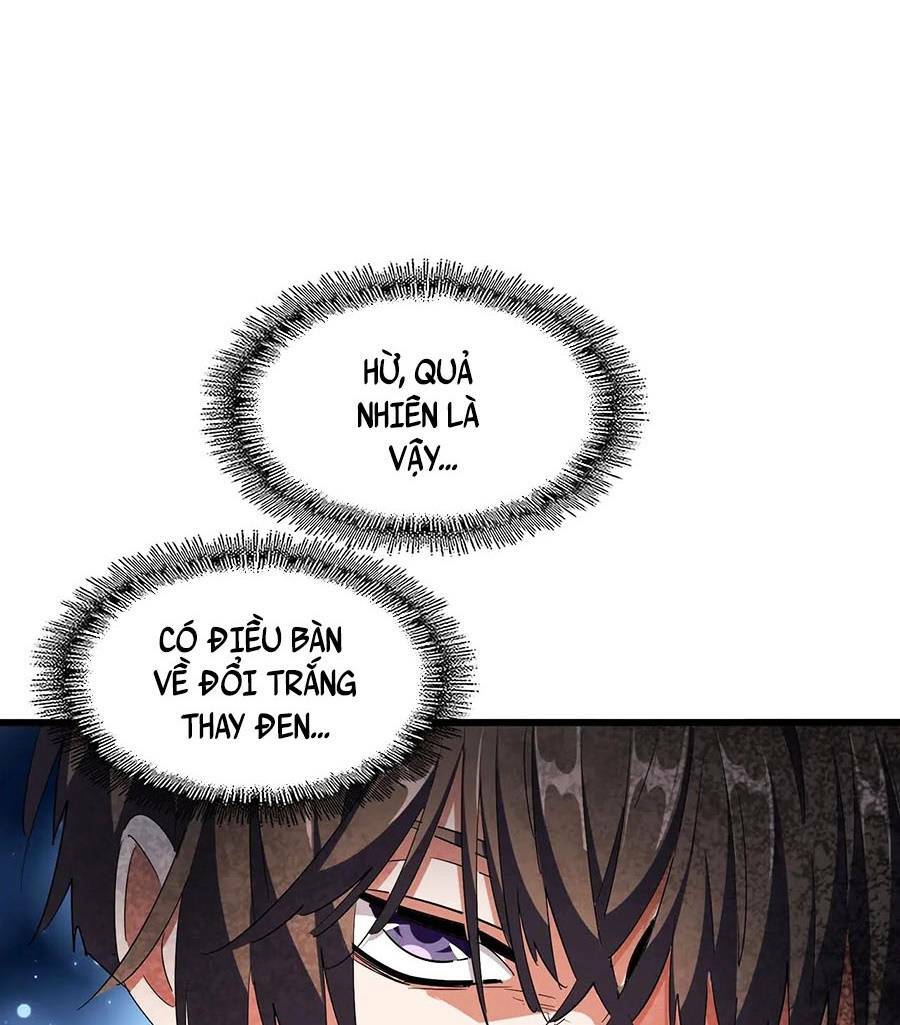 HỪ, QUẢ
NHIÊN LÀ
VẬY...
CÓ ĐIỀU BÀN
VỀ ĐỔI TRẮNG
THAY ĐEN...